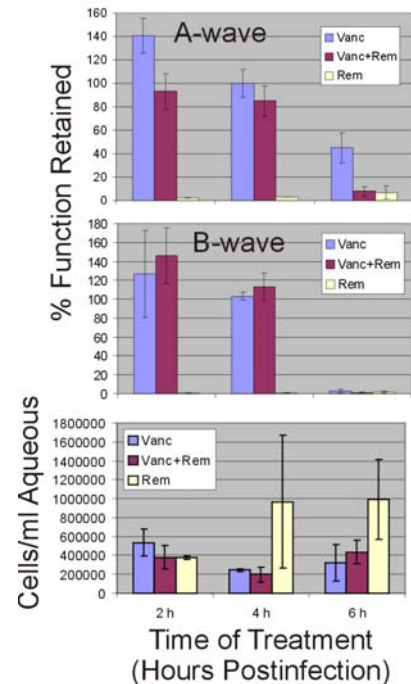 % Function Retained
A-wave
Vanc
Vanc+Rem
Rem
160
140
120
100
80
60
40
20
0
B-wave
Vanc
Vanc+Rem
Rem
180
160
140
120
100
80
60
40
20
0
Cells/ml Aqueous
Vanc
Vanc+Rem
Rem
1800000
1600000
1400000
1200000
1000000
800000
600000
400000
200000
0
2 h
4 h
6 h
Time of Treatment
(Hours Postinfection)